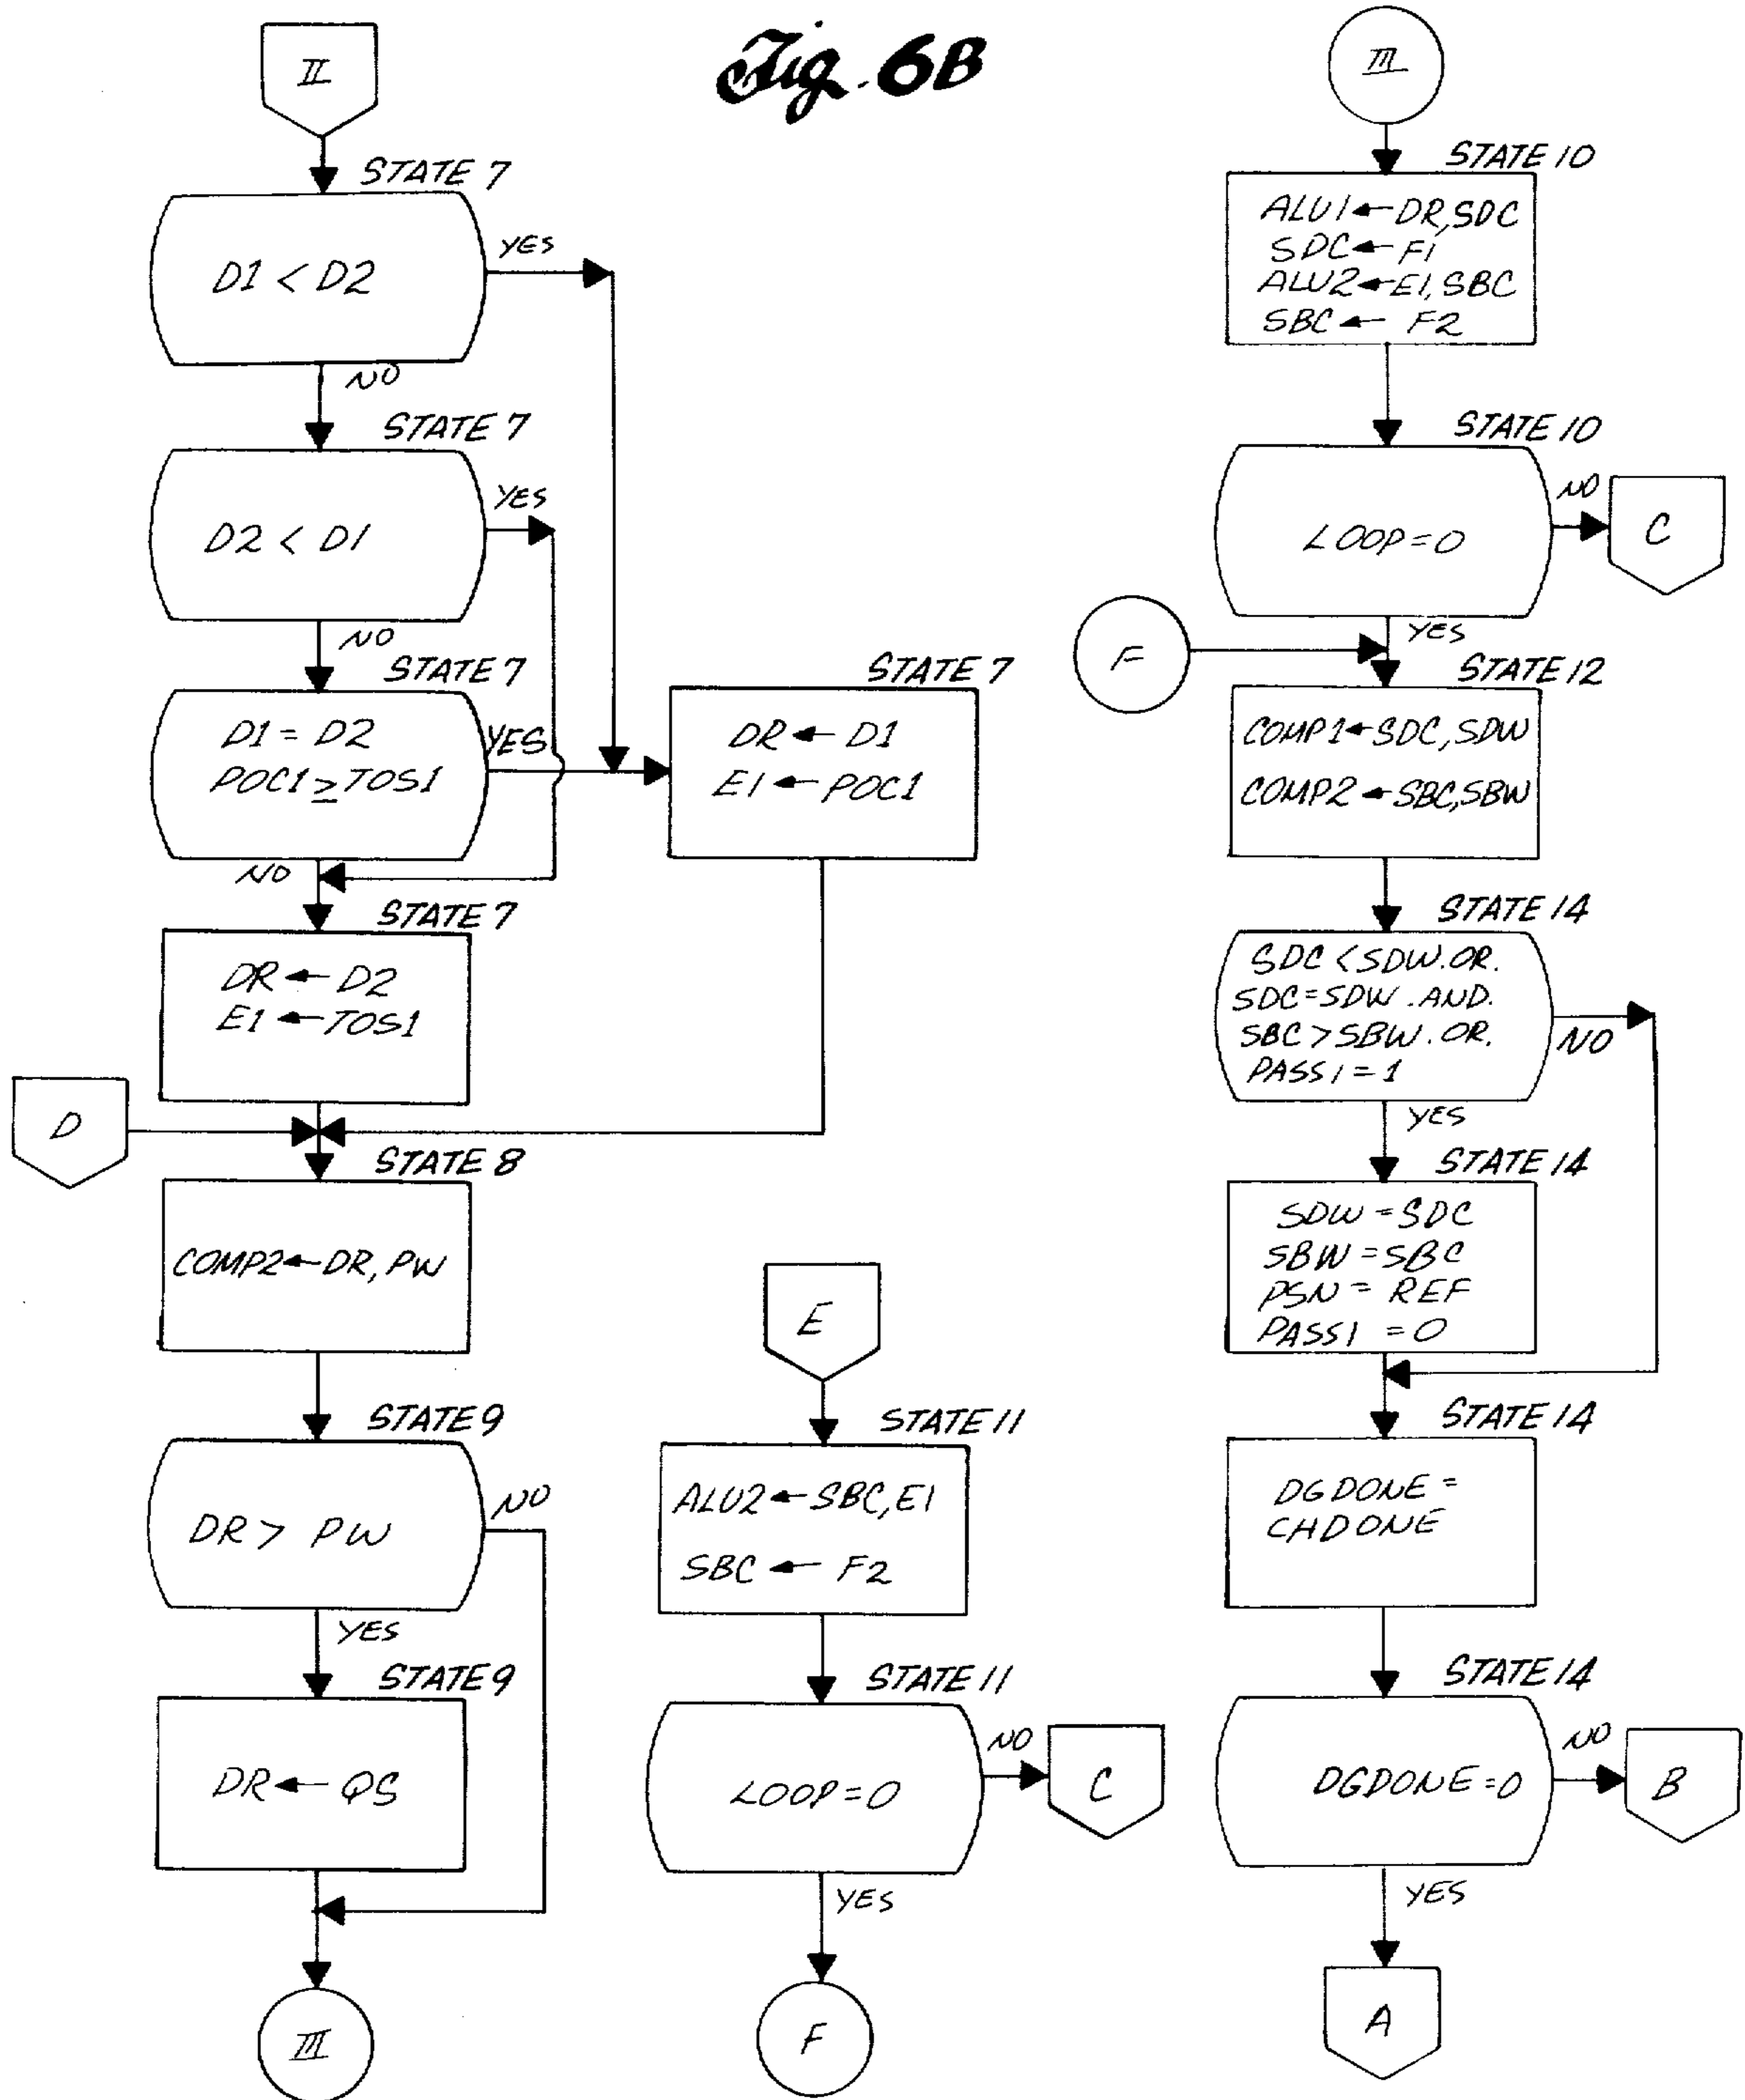 Fig. 6B
II
STATE 7
D1 < D2
YES
NO
STATE 7
D2 < D1
YES
NO
STATE 7
D1 = D2
POC1 ≥ TOS1
YES
NO
STATE 7
DR ← D1
E1 ← POC1
STATE 7
DR ← D2
E1 ← TOS1
D
STATE 8
COMP2 ← DR, PW
STATE 9
DR > PW
NO
YES
STATE 9
DR ← QS
III
E
STATE 11
ALU2 ← SBC, E1
SBC ← F2
STATE 11
LOOP = 0
NO
C
YES
F
III
STATE 10
ALU1 ← DR, SDC
SDC ← F1
ALU2 ← E1, SBC
SBC ← F2
STATE 10
LOOP = 0
NO
C
YES
F
STATE 12
COMP1 ← SDC, SDW
COMP2 ← SBC, SBW
STATE 14
SDC < SDW .OR.
SDC = SDW .AND.
SBC > SBW .OR.
PASS1 = 1
NO
YES
STATE 14
SDW = SDC
SBW = SBC
PSN = REF
PASS1 = 0
STATE 14
DGDONE =
CHDONE
STATE 14
DGDONE = 0
NO
B
YES
A